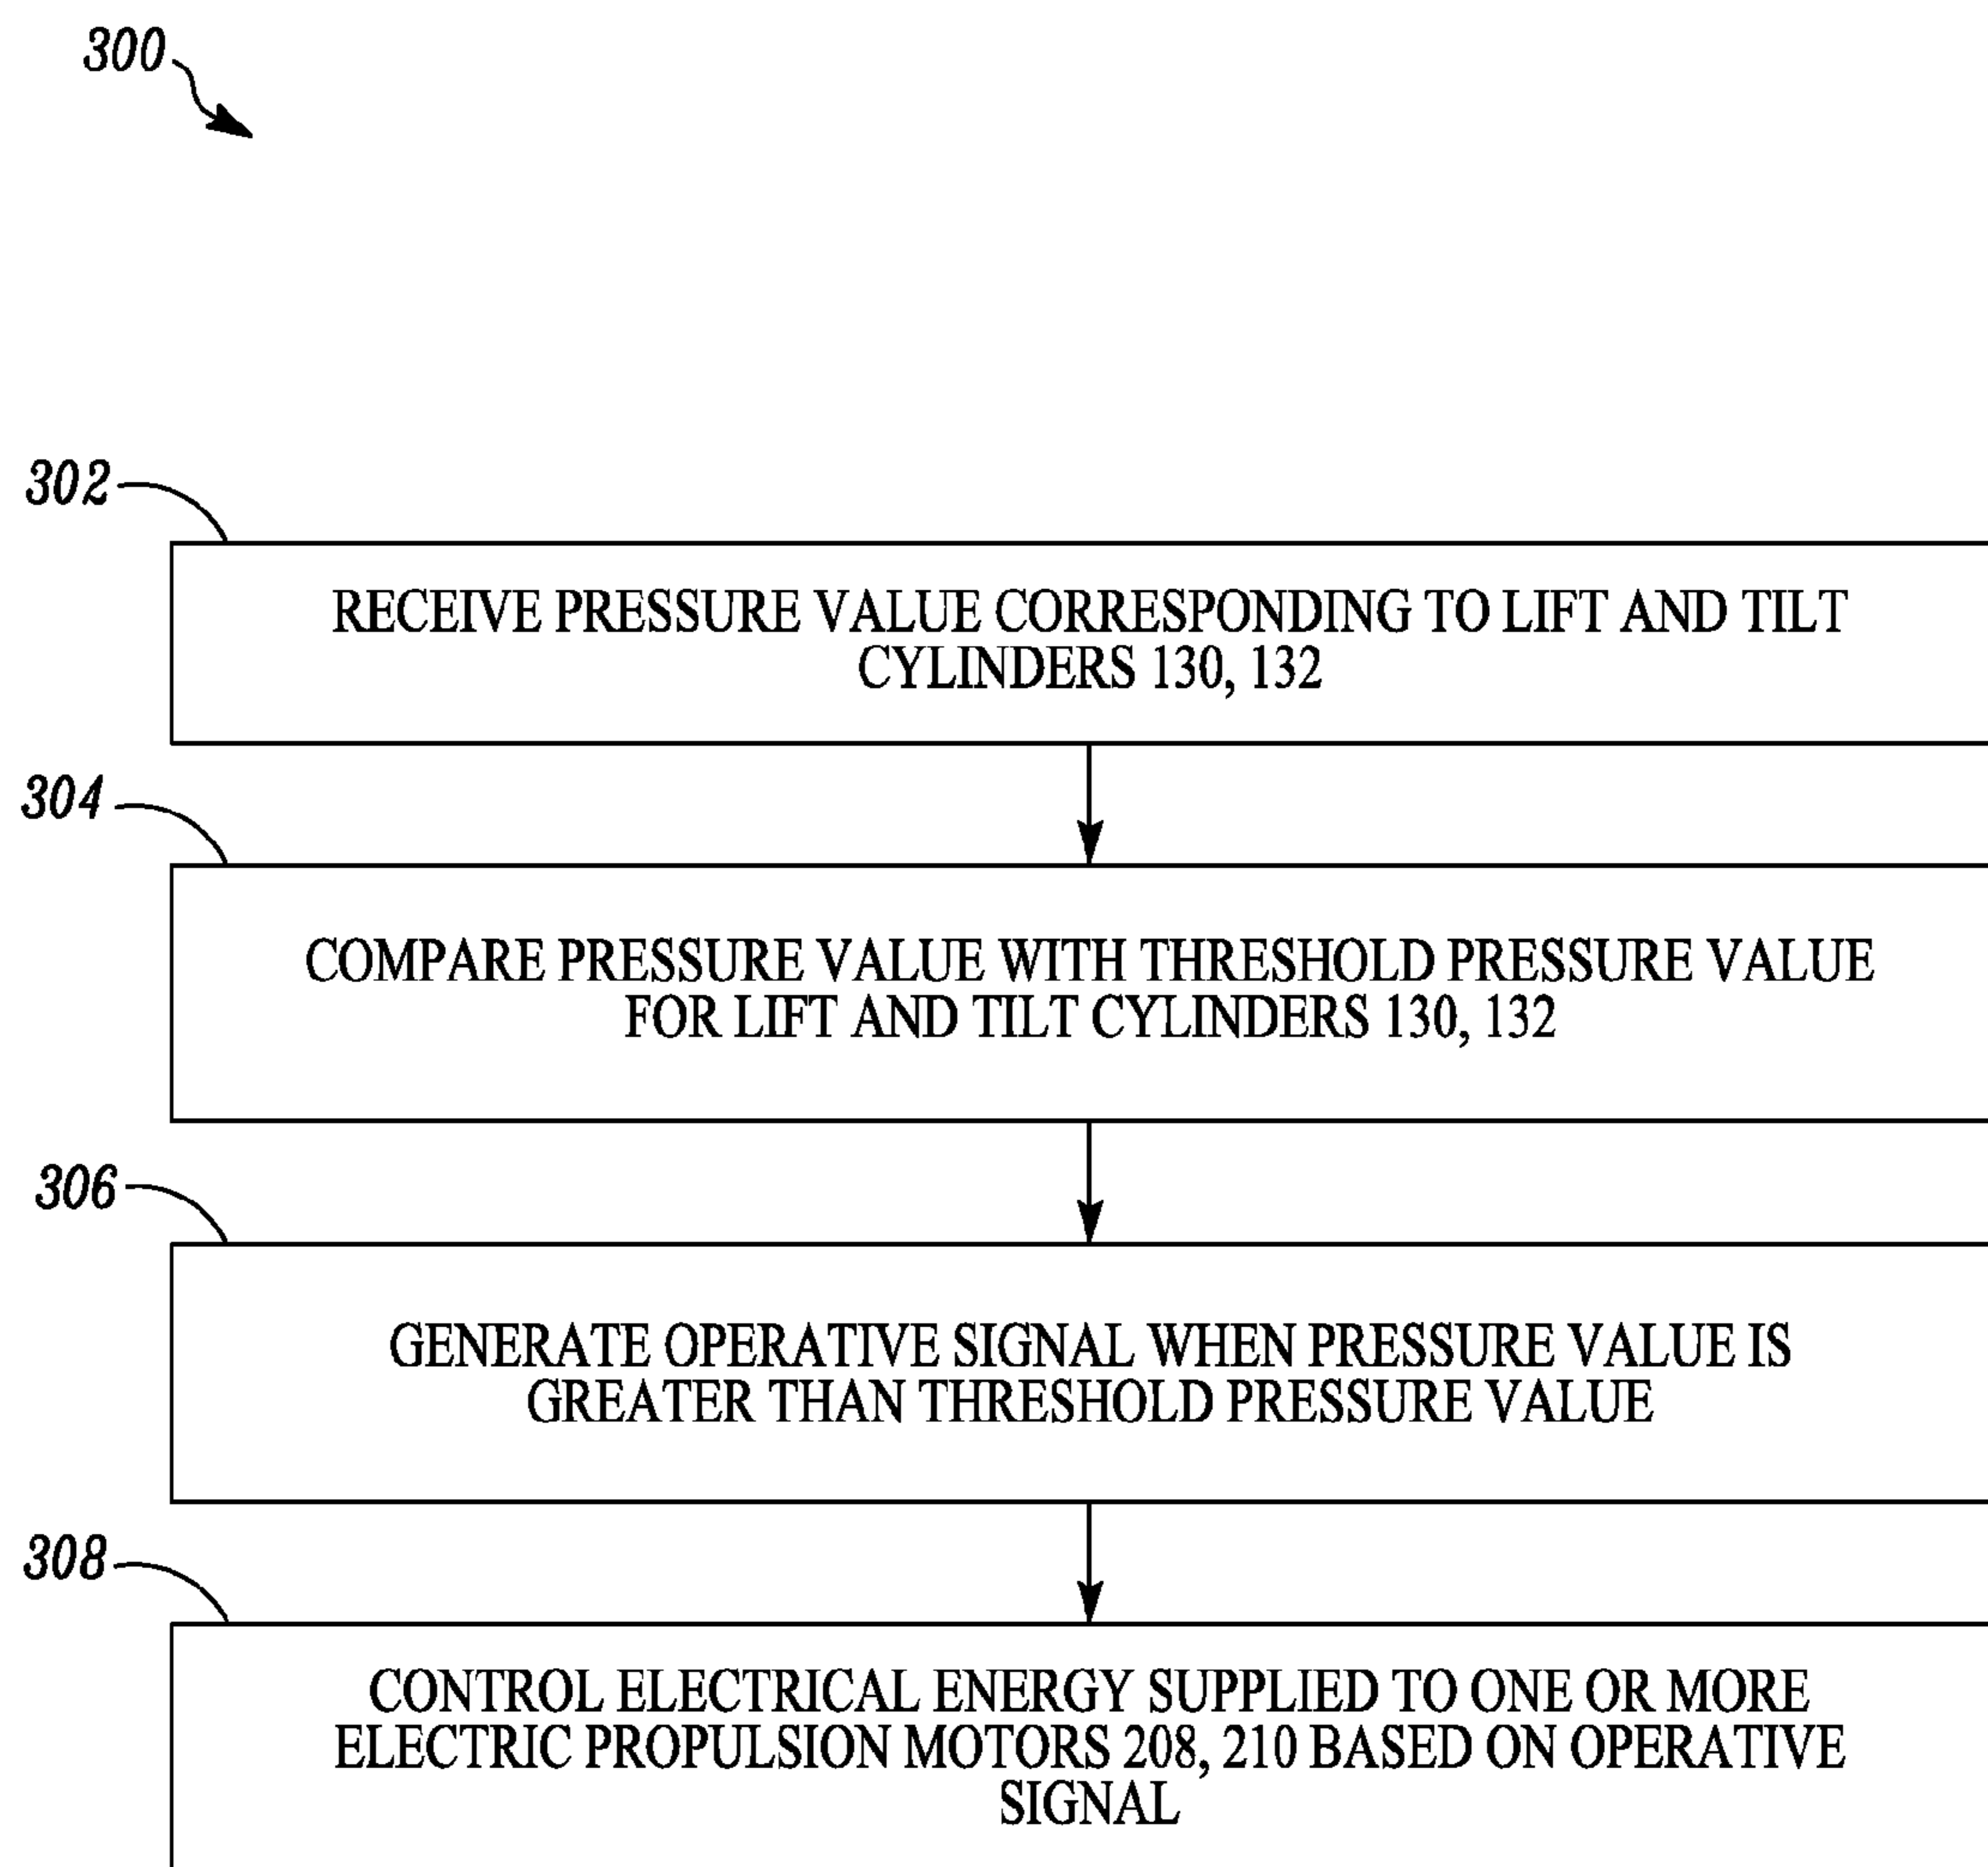 300
302
RECEIVE PRESSURE VALUE CORRESPONDING TO LIFT AND TILT
CYLINDERS 130, 132
304
COMPARE PRESSURE VALUE WITH THRESHOLD PRESSURE VALUE
FOR LIFT AND TILT CYLINDERS 130, 132
306
GENERATE OPERATIVE SIGNAL WHEN PRESSURE VALUE IS
GREATER THAN THRESHOLD PRESSURE VALUE
308
CONTROL ELECTRICAL ENERGY SUPPLIED TO ONE OR MORE
ELECTRIC PROPULSION MOTORS 208, 210 BASED ON OPERATIVE
SIGNAL